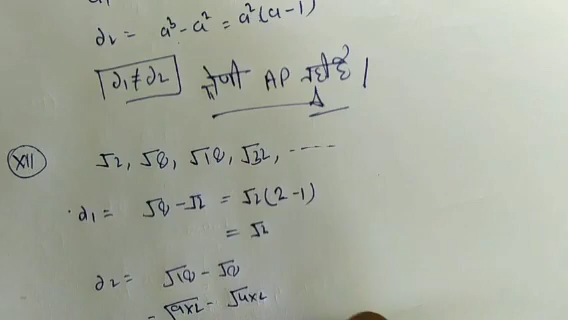 d₂ = a³-a² = a²(a-1)
d₁ ≠ d₂ श्रेणी AP नहीं है |
XII √2, √8, √18, √32, -----
d₁ = √8 - √2 = √2(2-1)
= √2
d₂ = √18 - √8
= √9×2 - √4×2